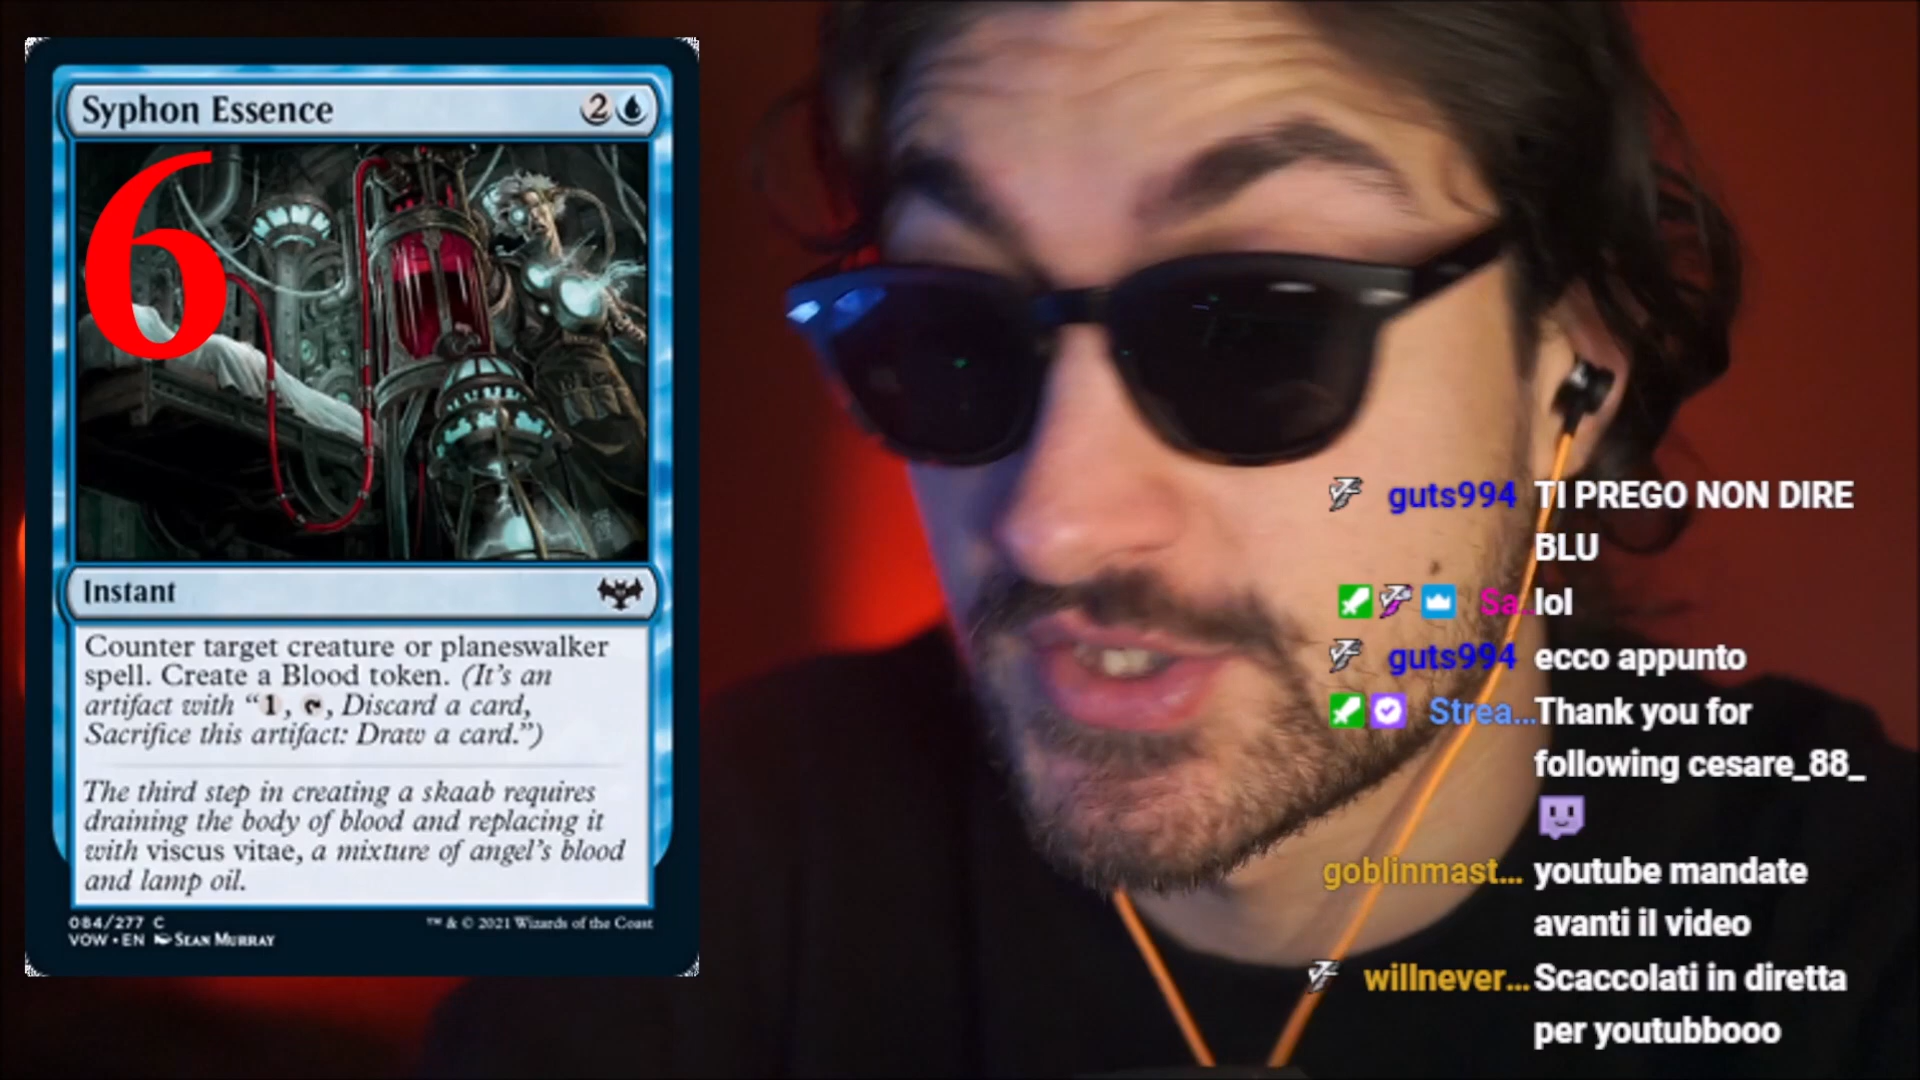 Syphon Essence 2
6
Instant
Counter target creature or planeswalker
spell. Create a Blood token. (It's an
artifact with “1, , Discard a card,
Sacrifice this artifact: Draw a card.”)
The third step in creating a skaab requires
draining the body of blood and replacing it
with viscus vitae, a mixture of angel's blood
and lamp oil.
084/277 C
VOW • EN SEAN MURRAY
™ & © 2021 Wizards of the Coast
guts994 TI PREGO NON DIRE
BLU
Sa... lol
guts994 ecco appunto
Strea... Thank you for
following cesare_88_
goblinmast... youtube mandate
avanti il video
willnever... Scaccolati in diretta
per youtubbooo